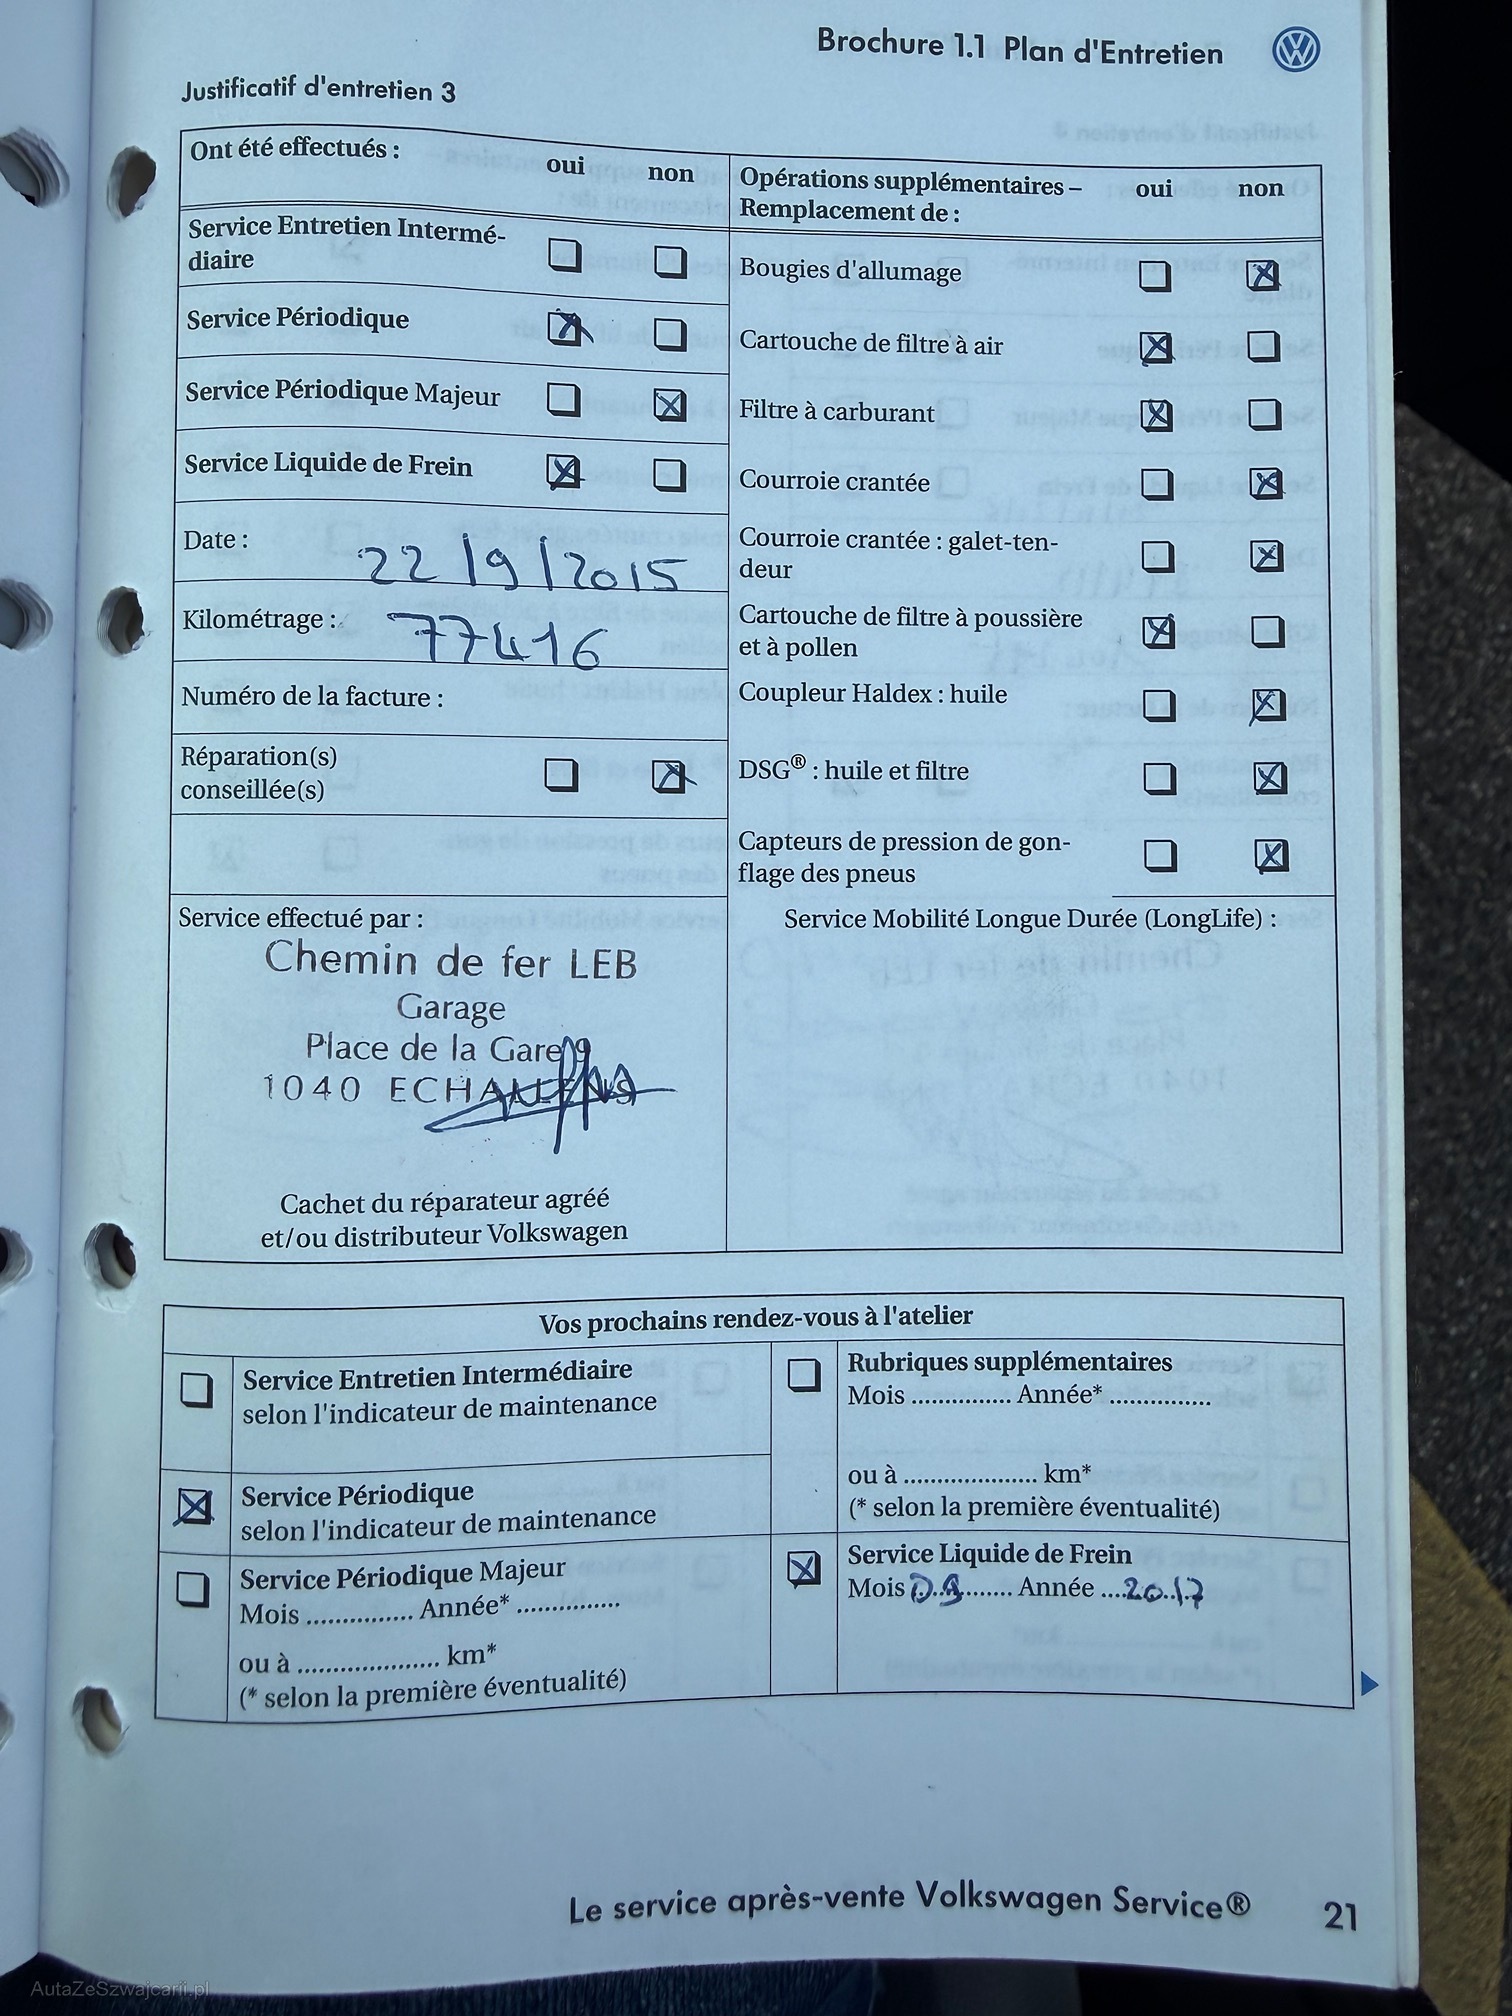 Brochure 1.1 Plan d'Entretien
Justificatif d'entretien 3
Ont été effectués :
oui
non
Service Entretien Intermé-
diaire
Service Périodique
Service Périodique Majeur
Service Liquide de Frein
Date :
22/9/2015
Kilométrage :
77416
Numéro de la facture :
Réparation(s)
conseillée(s)
Opérations supplémentaires –
Remplacement de :
oui
non
Bougies d'allumage
Cartouche de filtre à air
Filtre à carburant
Courroie crantée
Courroie crantée : galet-ten-
deur
Cartouche de filtre à poussière
et à pollen
Coupleur Haldex : huile
DSG® : huile et filtre
Capteurs de pression de gon-
flage des pneus
Service effectué par :
Chemin de fer LEB
Garage
Place de la Gare 9
1040 ECHALLENS
Cachet du réparateur agréé
et/ou distributeur Volkswagen
Service Mobilité Longue Durée (LongLife) :
Vos prochains rendez-vous à l'atelier
Service Entretien Intermédiaire
selon l'indicateur de maintenance
Service Périodique
selon l'indicateur de maintenance
Service Périodique Majeur
Mois ............... Année* ...............
ou à .................... km*
(* selon la première éventualité)
Rubriques supplémentaires
Mois ............... Année* ...............
ou à .................... km*
(* selon la première éventualité)
Service Liquide de Frein
Mois 09 Année 2017
Le service après-vente Volkswagen Service®
21
AutaZeSzwajcarii.pl